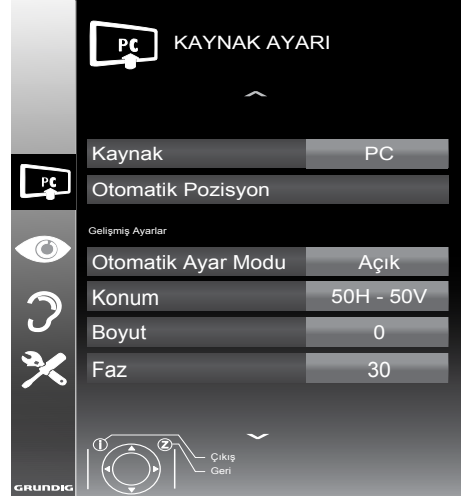 PC
KAYNAK AYARI
Kaynak PC
PC
Otomatik Pozisyon
Gelişmiş Ayarlar
Otomatik Ayar Modu Açık
Konum 50H - 50V
Boyut 0
Faz 30
Z
Çıkış
Geri
GRUNDIG